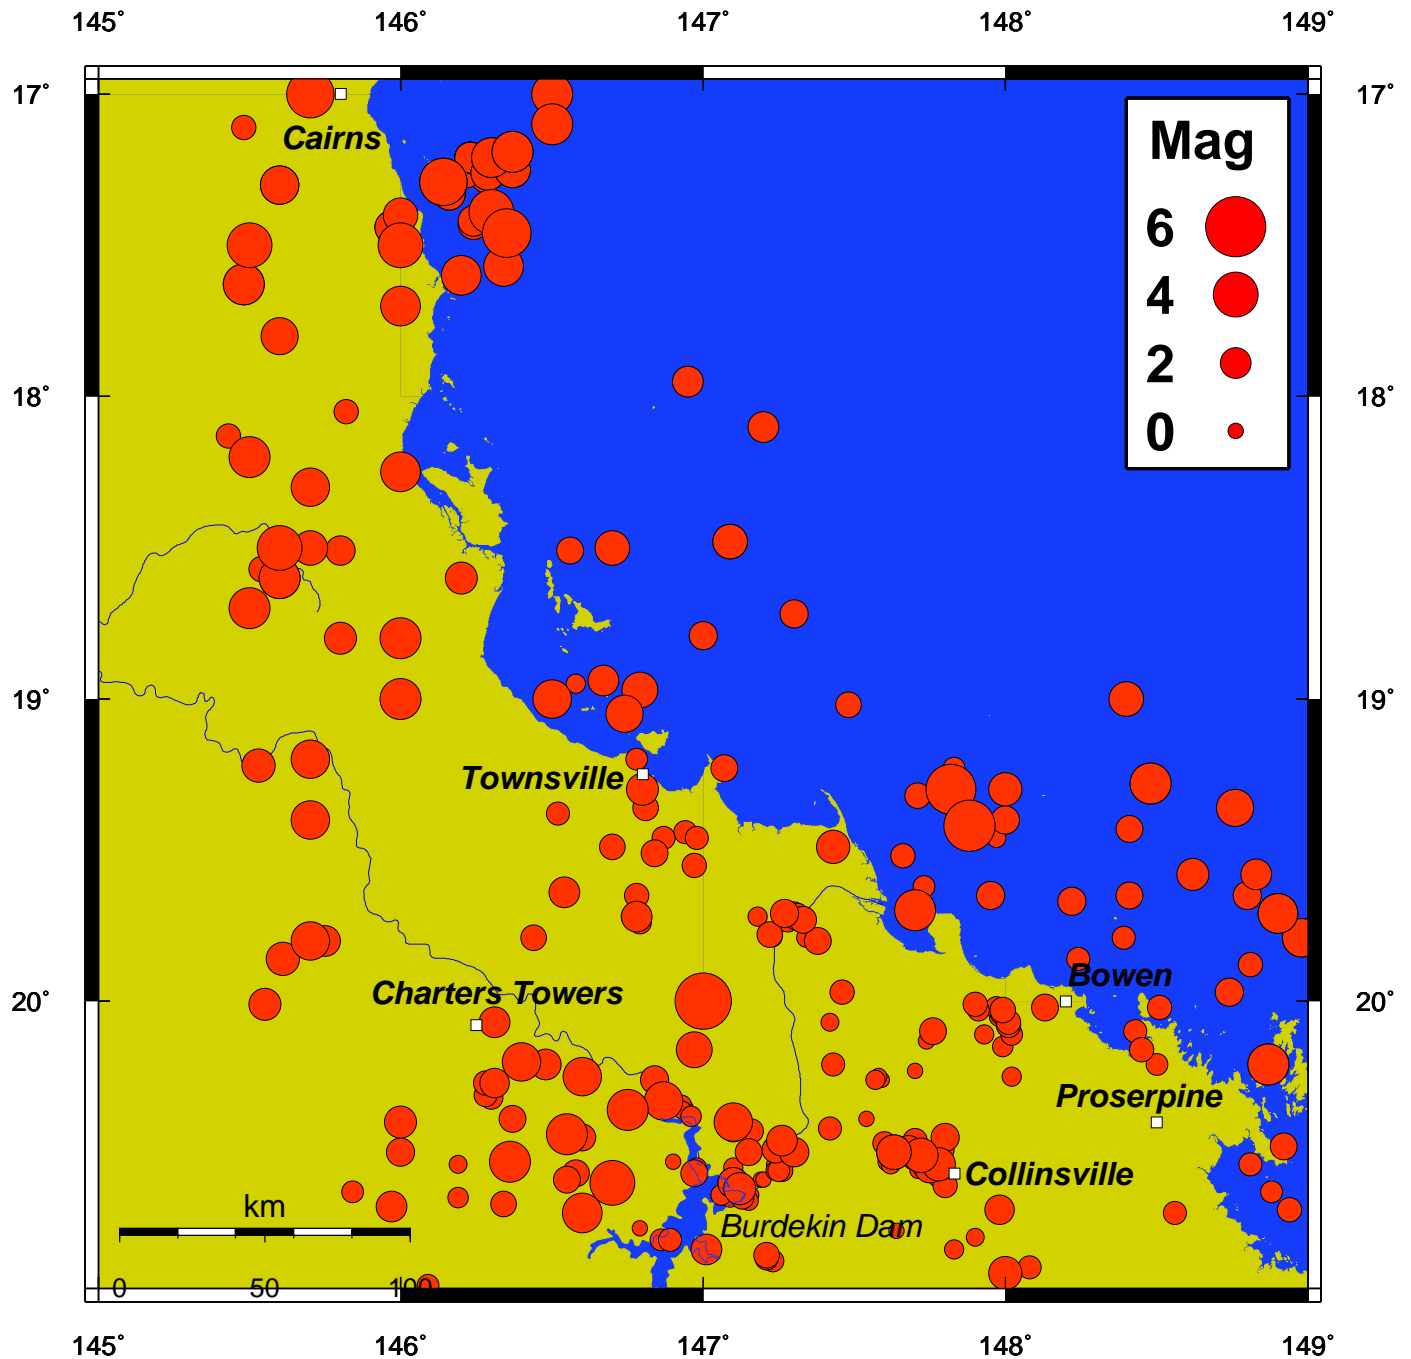 145° 146° 147° 148° 149°
17° 17°
Mag
Cairns
6
4
2
18° 18°
0
19° 19°
Townsville
Bowen
Charters Towers
20° 20°
Proserpine
Collinsville
km
Burdekin Dam
0 50 100
145° 146° 147° 148° 149°